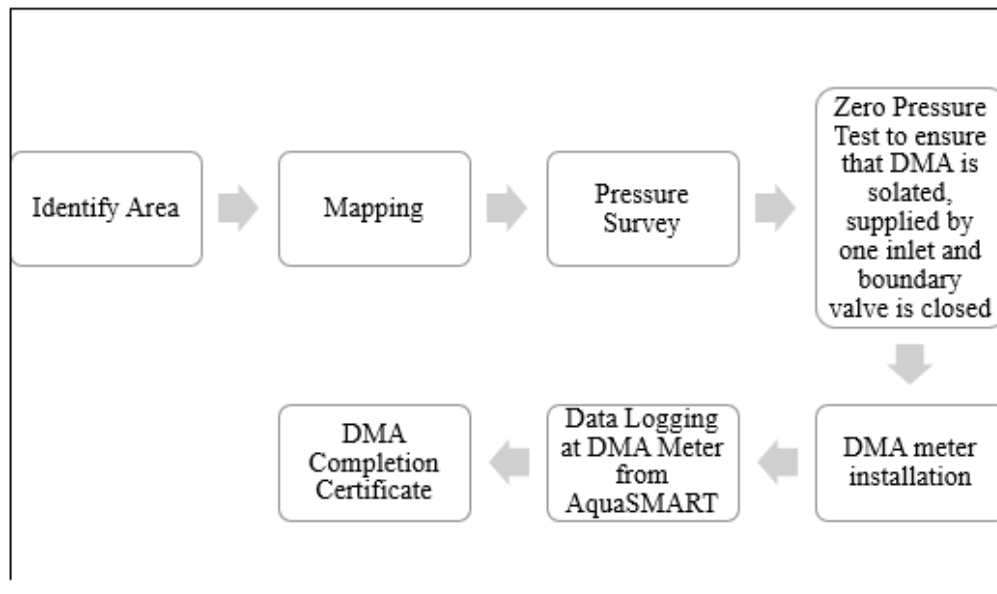 Identify Area
Mapping
Pressure
Survey
Zero Pressure
Test to ensure
that DMA is
solated,
supplied by
one inlet and
boundary
valve is closed
DMA meter
installation
Data Logging
at DMA Meter
from
AquaSMART
DMA
Completion
Certificate